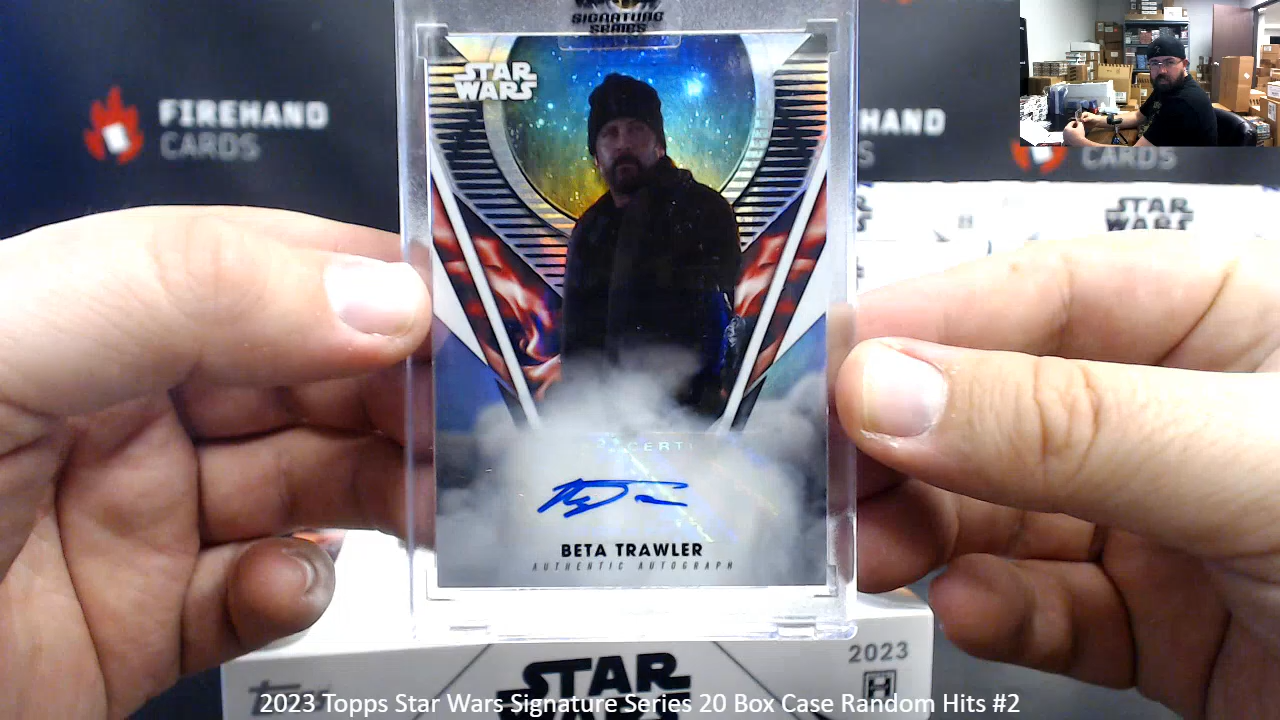 SIGNATURE
SERIES
STAR
WARS
FIREHAND
CARDS
HAND
CARDS
STAR
WARS
CERTI
BETA TRAWLER
AUTHENTIC AUTOGRAPH
STAR
2023
2023 Topps Star Wars Signature Series 20 Box Case Random Hits #2